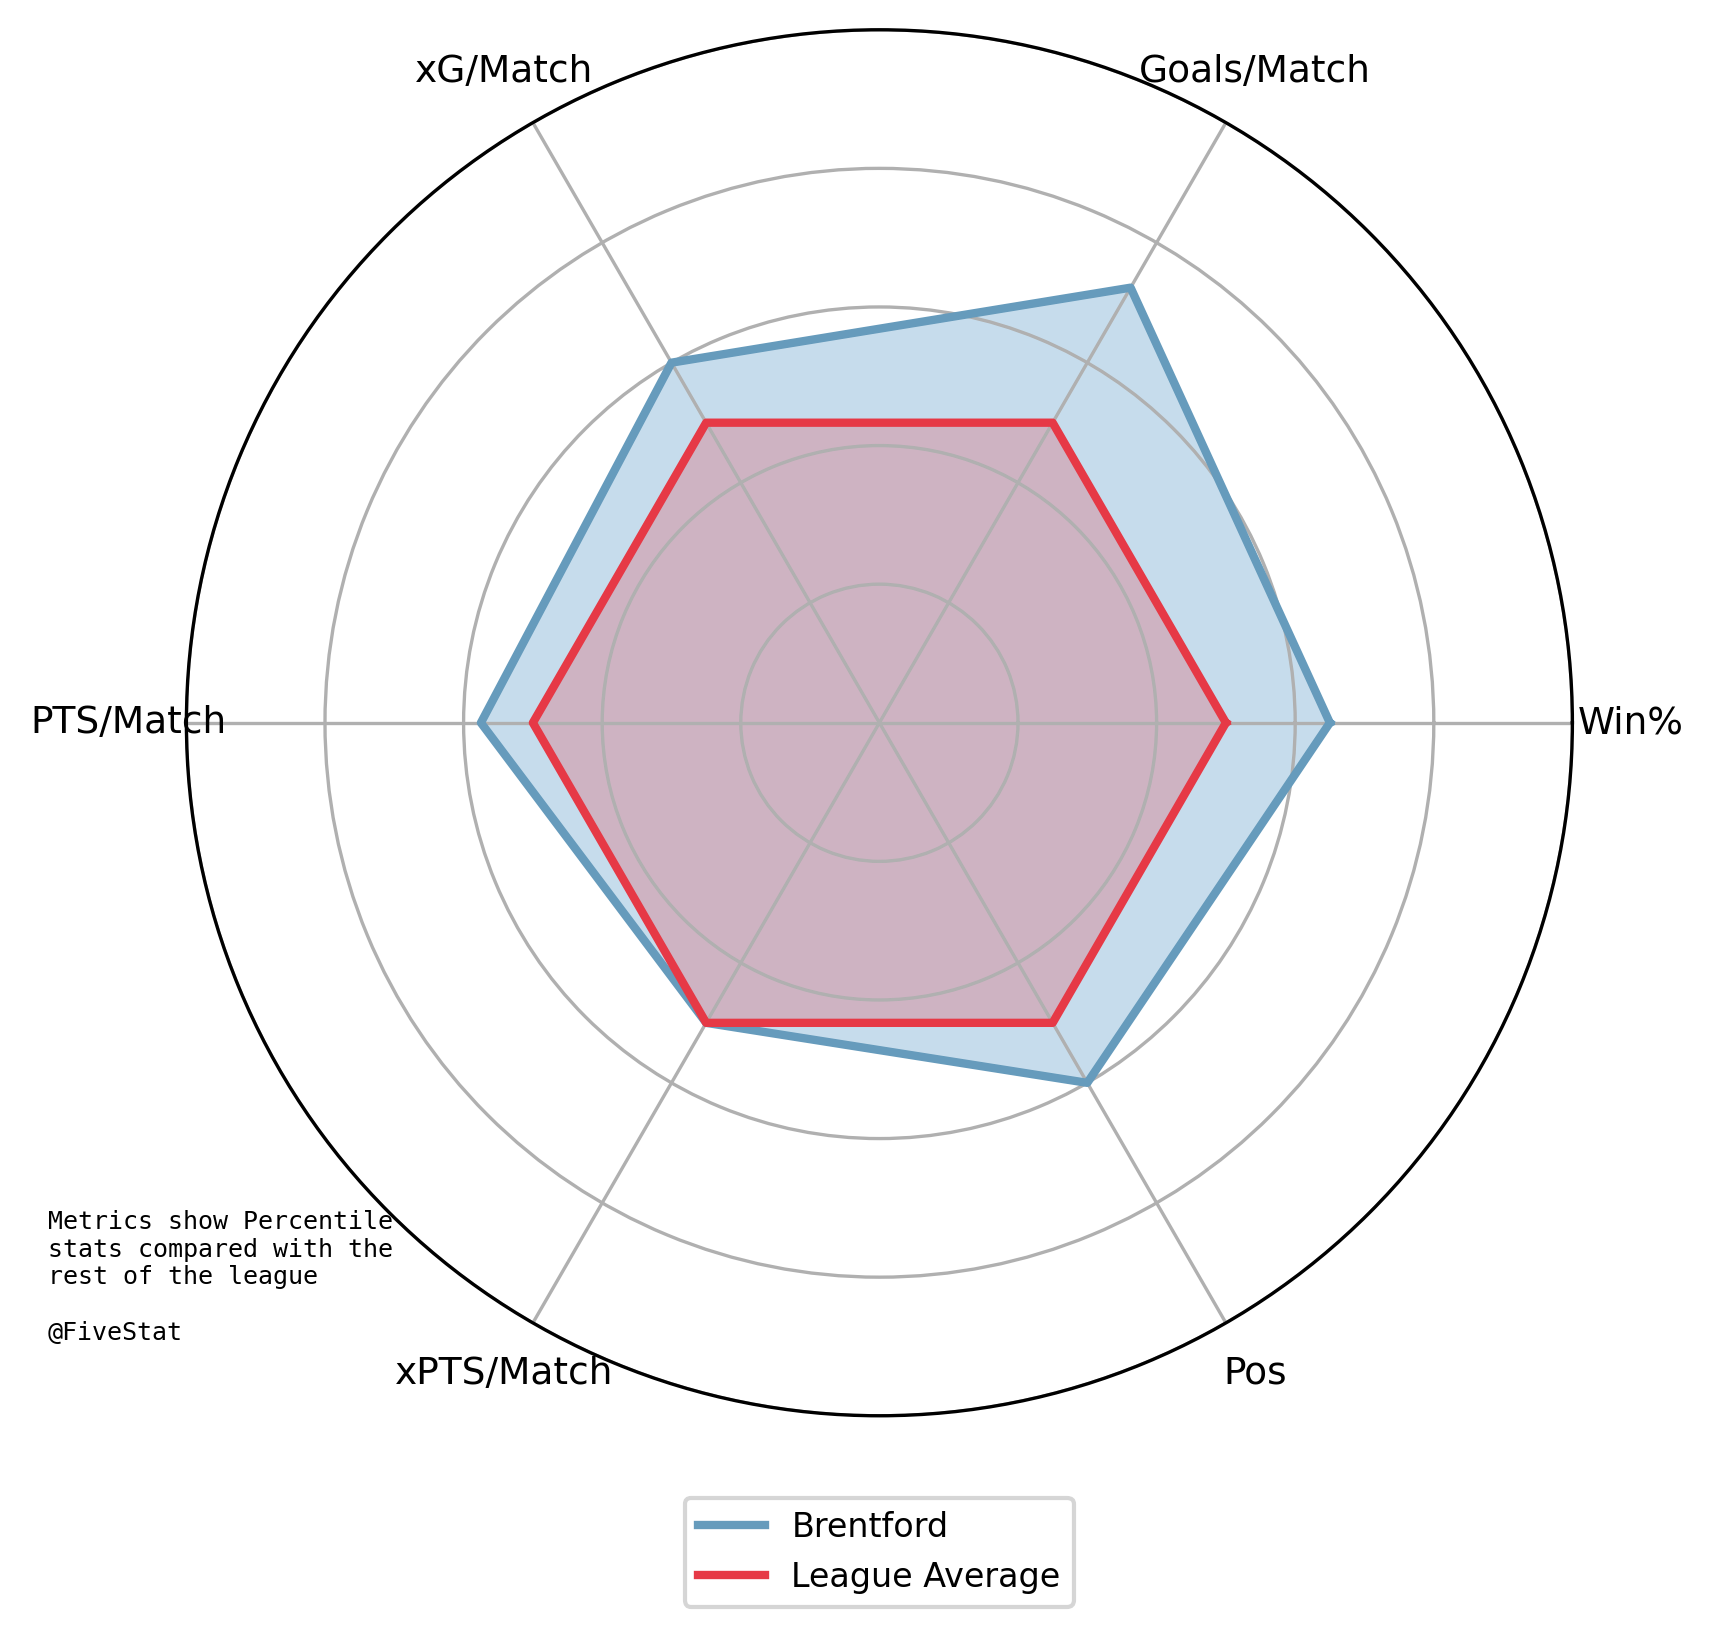 xG/Match
Goals/Match
PTS/Match
Win%
Metrics show Percentile
stats compared with the
rest of the league
@FiveStat
xPTS/Match
Pos
Brentford
League Average